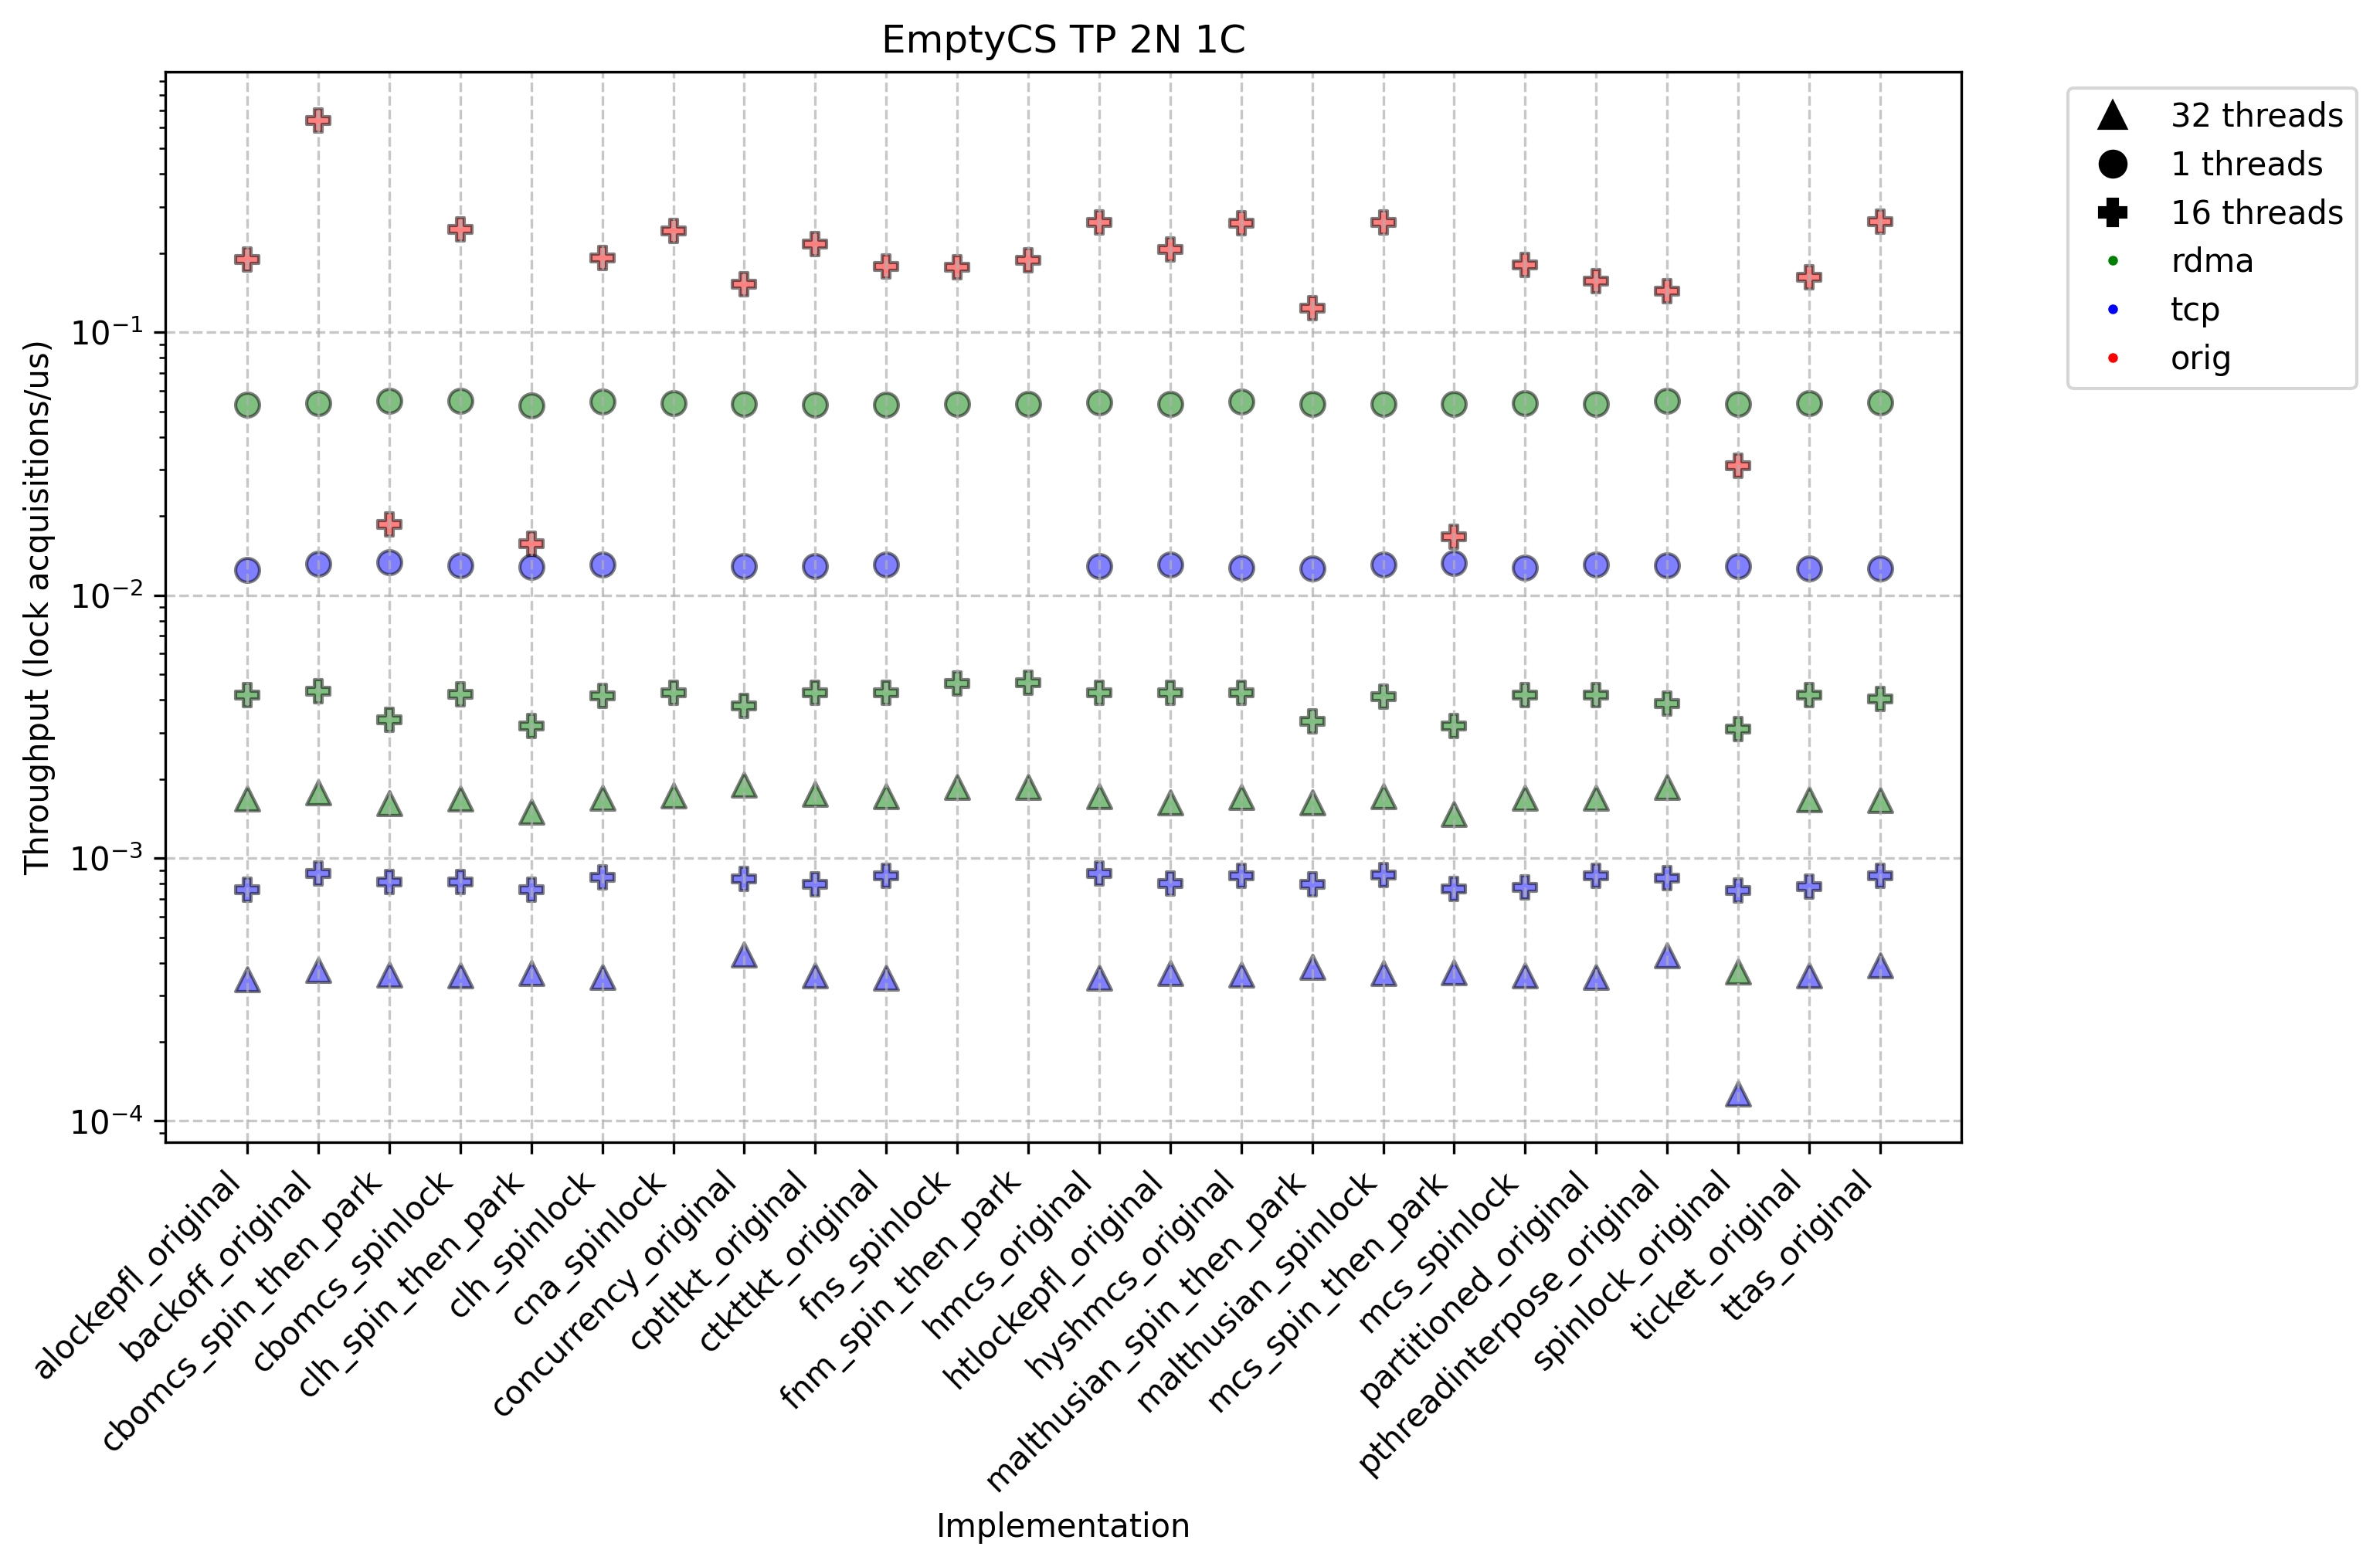 EmptyCS TP 2N 1C
Throughput (lock acquisitions/us)
10⁻¹
10⁻²
10⁻³
10⁻⁴
alockepfl_original
backoff_original
cbomcs_spin_then_park
cbomcs_spinlock
clh_spin_then_park
clh_spinlock
cna_spinlock
concurrency_original
cptltkt_original
ctkttkt_original
fns_spinlock
fnm_spin_then_park
hmcs_original
htlockepfl_original
hyshmcs_original
malthusian_spin_then_park
malthusian_spinlock
mcs_spin_then_park
mcs_spinlock
partitioned_original
pthreadinterpose_original
spinlock_original
ticket_original
ttas_original
Implementation
32 threads
1 threads
16 threads
rdma
tcp
orig